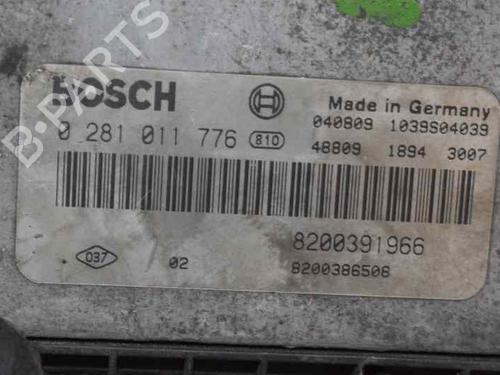 B-PARTS
BOSCH
Made in Germany
040809 1039S04039
0 281 011 776 810
48809 1894 3007
8200391966
037 02 8200386508